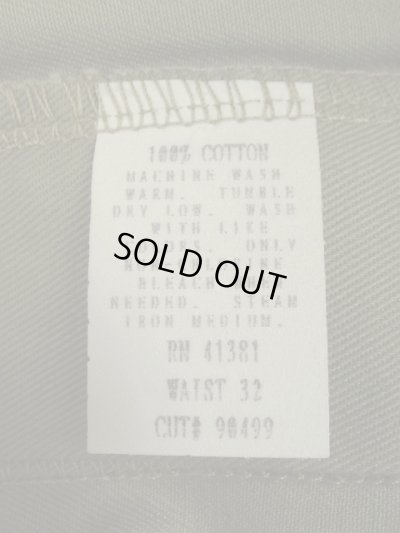 100% COTTON
MACHINE WASH
WARM. TUMBLE
DRY LOW. WASH
WITH LIKE
ONLY
SOLD OUT
BLEACH
NEEDED. STEAM
IRON MEDIUM.
RN 41381
WAIST 32
CUT# 90499